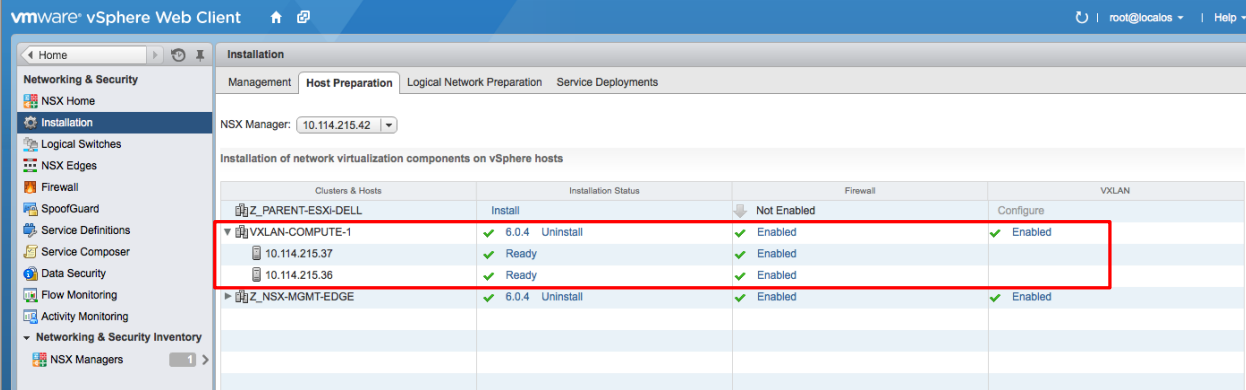 vmware® vSphere Web Client
root@localos
Help
Home
Networking & Security
NSX Home
Installation
Logical Switches
NSX Edges
Firewall
SpoofGuard
Service Definitions
Service Composer
Data Security
Flow Monitoring
Activity Monitoring
Networking & Security Inventory
NSX Managers 1
Installation
Management Host Preparation Logical Network Preparation Service Deployments
NSX Manager: 10.114.215.42
Installation of network virtualization components on vSphere hosts
Clusters & Hosts Installation Status Firewall VXLAN
Z_PARENT-ESXi-DELL Install Not Enabled Configure
VXLAN-COMPUTE-1 6.0.4 Uninstall Enabled Enabled
10.114.215.37 Ready Enabled
10.114.215.36 Ready Enabled
Z_NSX-MGMT-EDGE 6.0.4 Uninstall Enabled Enabled